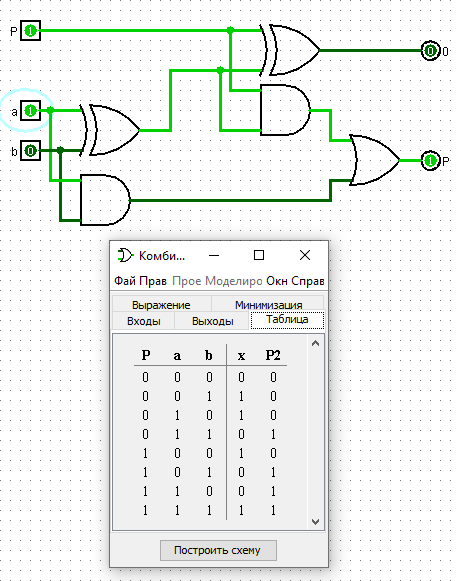 P 1 0 0
a 1
b 0 1 P
Комби...
Фай Прав Прое Моделиро Окн Справ
Выражение Минимизация
Входы Выходы Таблица
P a b x P2
0 0 0 0 0
0 0 1 1 0
0 1 0 1 0
0 1 1 0 1
1 0 0 1 0
1 0 1 0 1
1 1 0 0 1
1 1 1 1 1
Построить схему